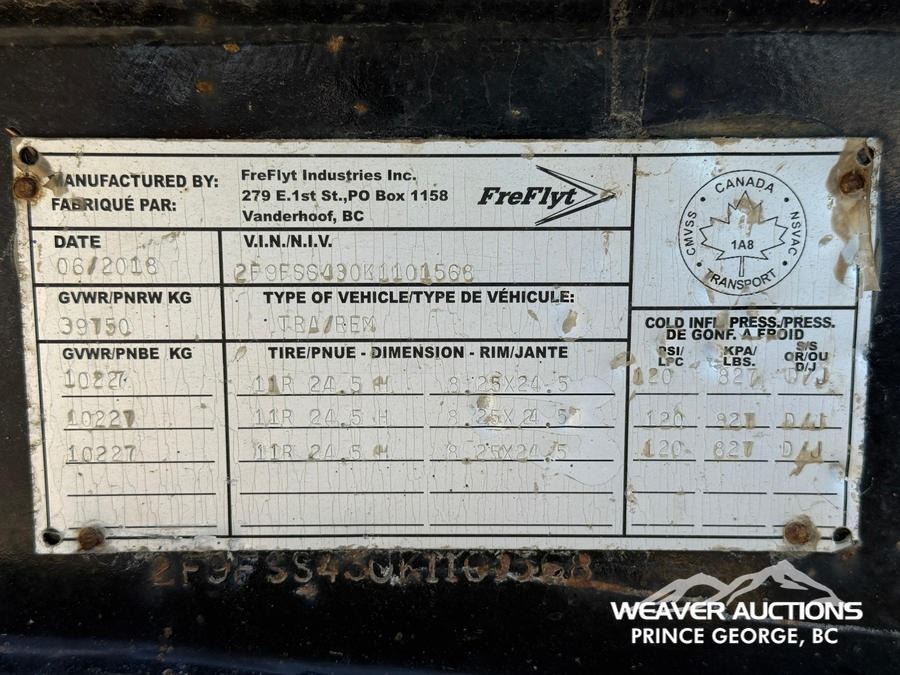 MANUFACTURED BY:
FABRIQUÉ PAR:
FreFlyt Industries Inc.
279 E.1st St.,PO Box 1158
Vanderhoof, BC
FreFlyt
CANADA
CMVSS
NSVAC
1A8
TRANSPORT
DATE
06/2018
V.I.N./N.I.V.
2F9FSS430K1101568
GVWR/PNRW KG
39750
TYPE OF VEHICLE/TYPE DE VÉHICULE:
TRA/REM
COLD INFL PRESS./PRESS.
DE GONF. A FROID
GVWR/PNBE KG
TIRE/PNUE - DIMENSION - RIM/JANTE
PSI/
LPC
KPA/
LBS.
S/S
OR/OU
D/J
10227 11R 24.5 H 8.25X24.5 120 827 D/J
10227 11R 24.5 H 8.25X24.5 120 827 D/J
10227 11R 24.5 H 8.25X24.5 120 827 D/J
2F9FSS430K1101568
WEAVER AUCTIONS
PRINCE GEORGE, BC